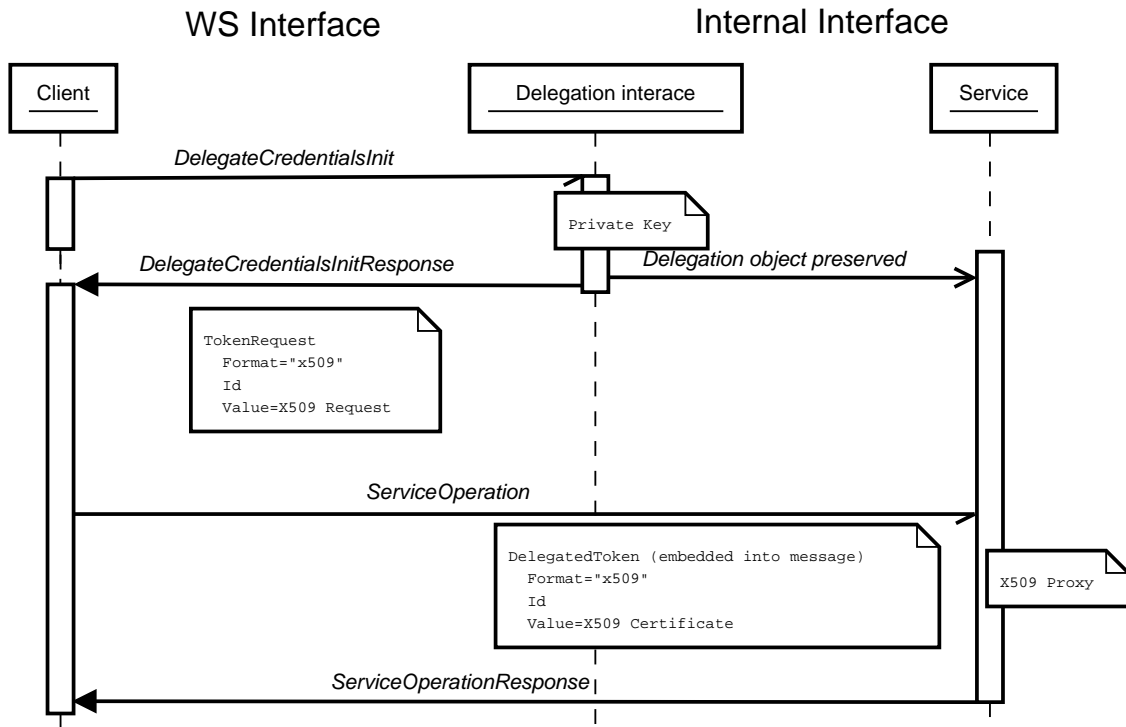 WS Interface
Internal Interface
Client
Delegation interace
Service
DelegateCredentialsInit
Private Key
DelegateCredentialsInitResponse
Delegation object preserved
TokenRequest
Format="x509"
Id
Value=X509 Request
ServiceOperation
DelegatedToken (embedded into message)
Format="x509"
Id
Value=X509 Certificate
X509 Proxy
ServiceOperationResponse